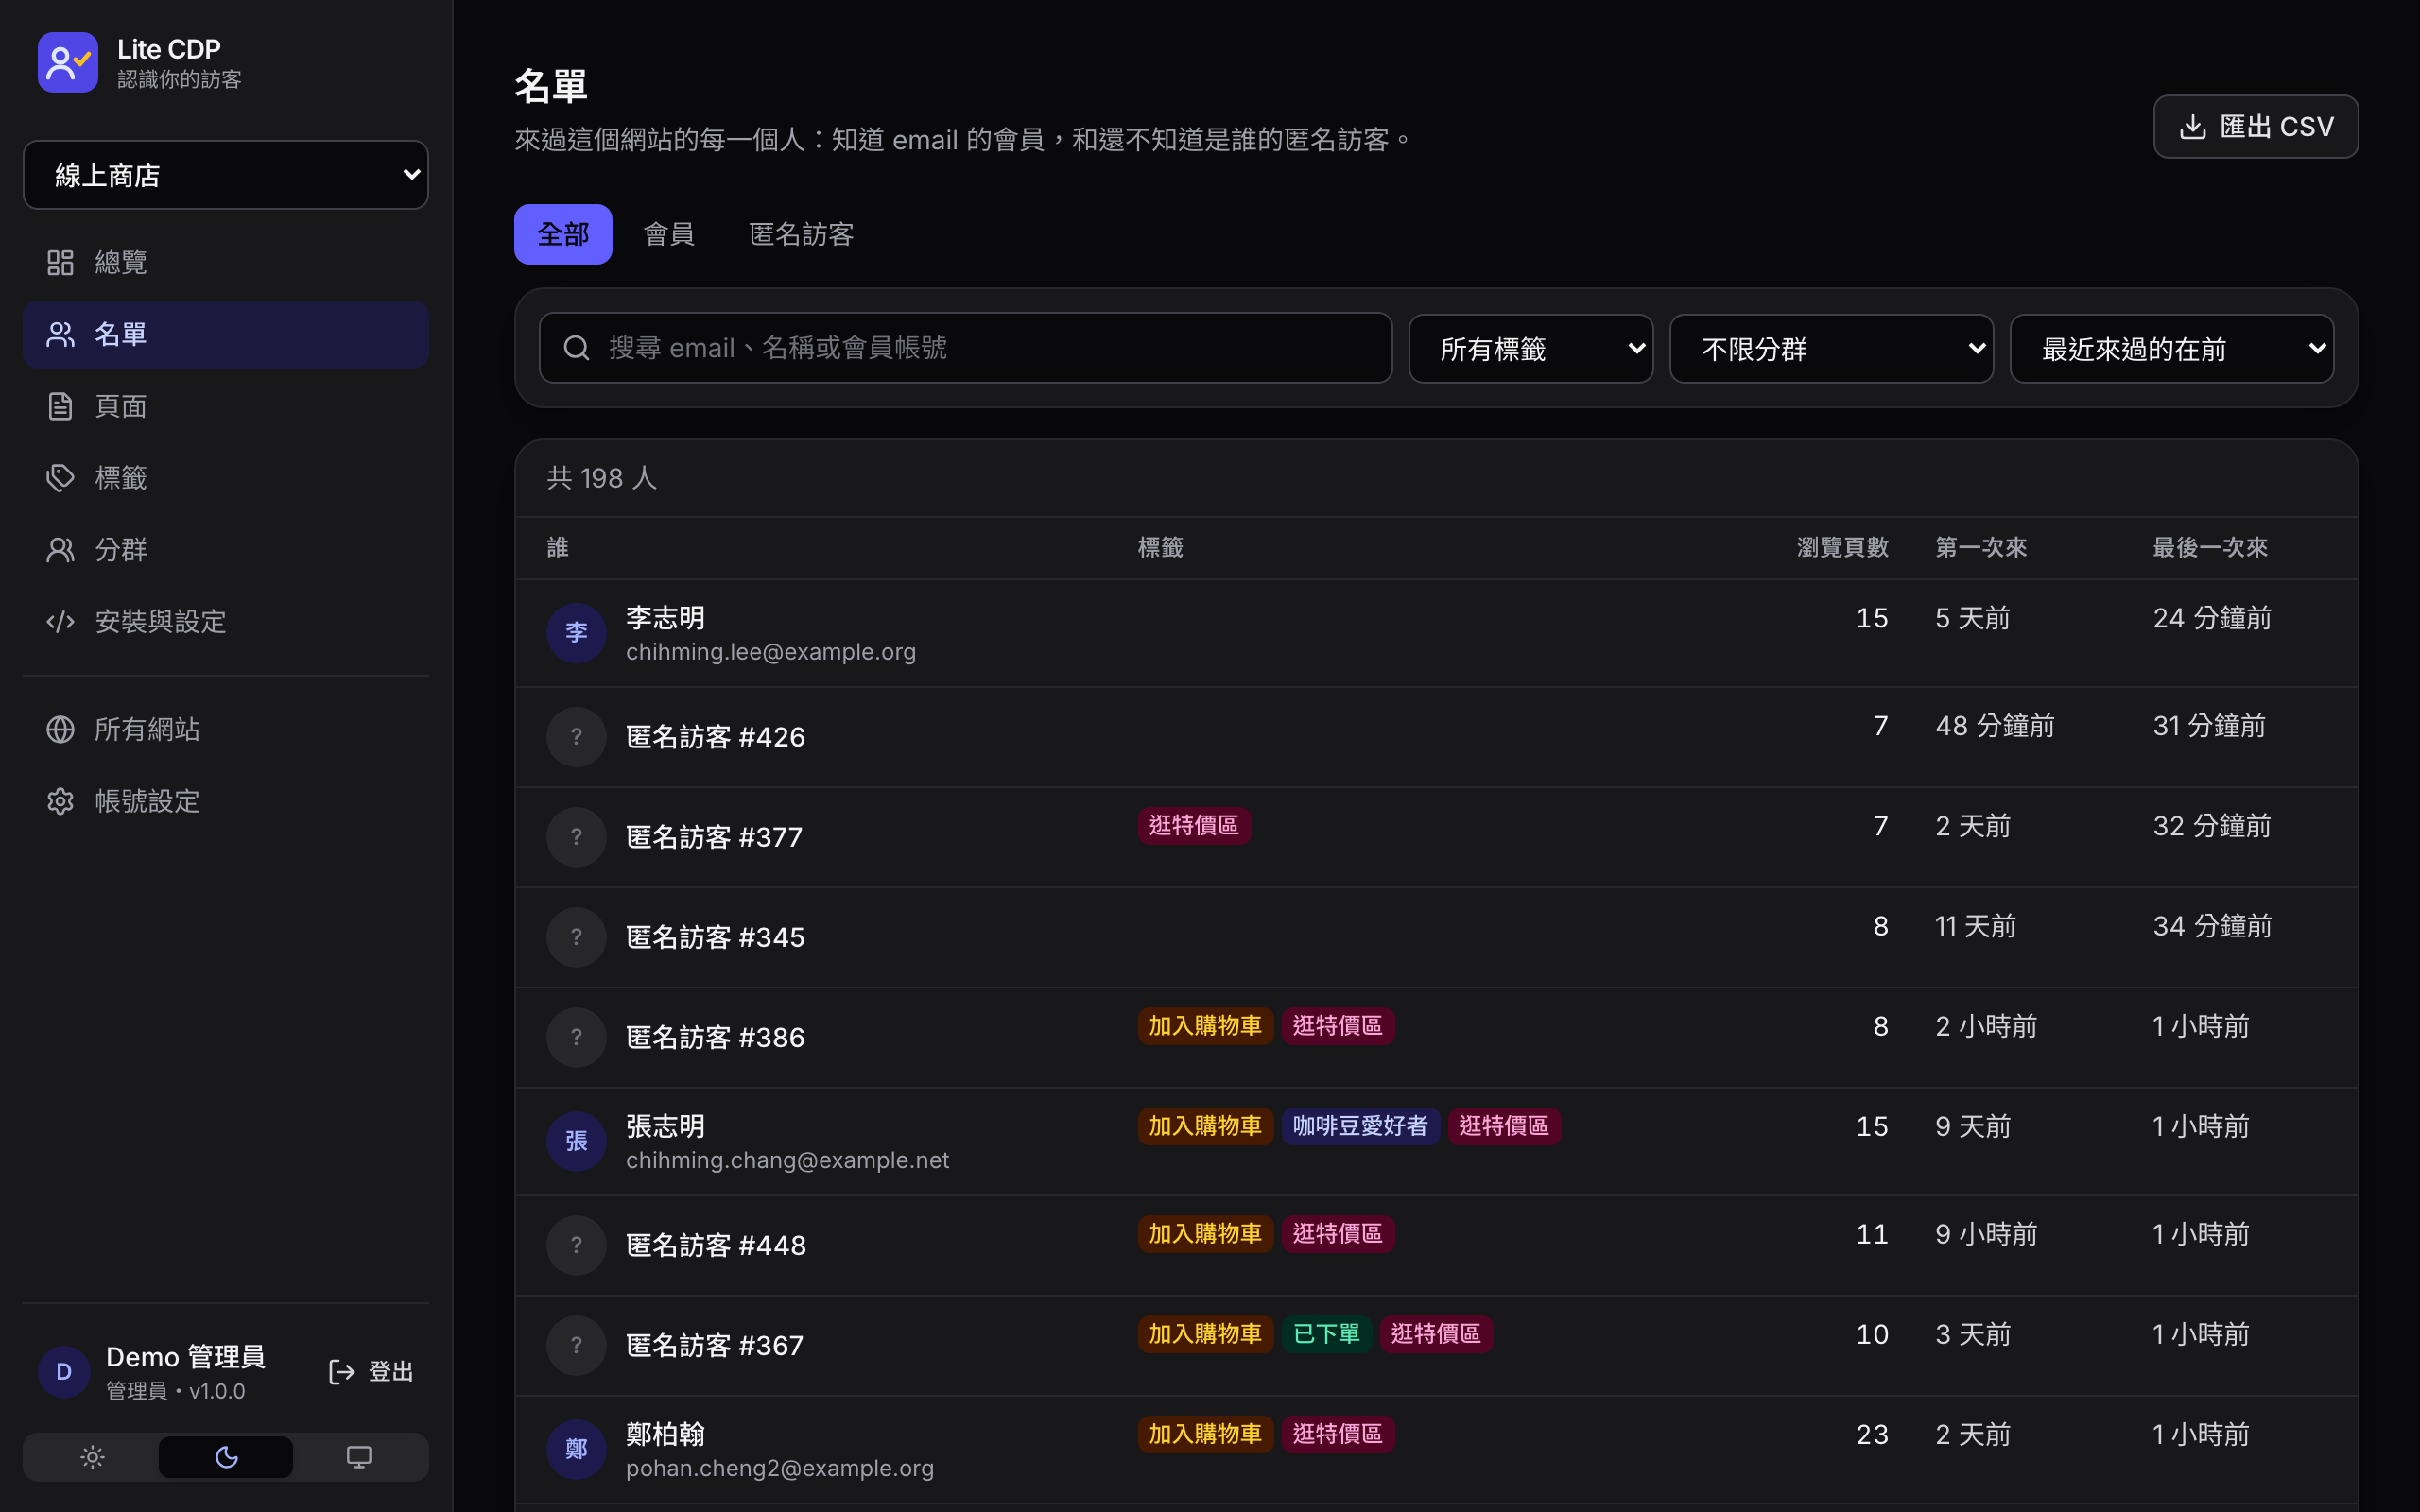 Lite CDP
認識你的訪客
線上商店
總覽
名單
頁面
標籤
分群
安裝與設定
所有網站
帳號設定
D
Demo 管理員
管理員・v1.0.0
登出
名單
來過這個網站的每一個人：知道 email 的會員，和還不知道是誰的匿名訪客。
匯出 CSV
全部 會員 匿名訪客
搜尋 email、名稱或會員帳號 所有標籤 不限分群 最近來過的在前
共 198 人
誰 標籤 瀏覽頁數 第一次來 最後一次來
李 李志明 15 5 天前 24 分鐘前
chihming.lee@example.org
? 匿名訪客 #426 7 48 分鐘前 31 分鐘前
? 匿名訪客 #377 逛特價區 7 2 天前 32 分鐘前
? 匿名訪客 #345 8 11 天前 34 分鐘前
? 匿名訪客 #386 加入購物車 逛特價區 8 2 小時前 1 小時前
張 張志明 加入購物車 咖啡豆愛好者 逛特價區 15 9 天前 1 小時前
chihming.chang@example.net
? 匿名訪客 #448 加入購物車 逛特價區 11 9 小時前 1 小時前
? 匿名訪客 #367 加入購物車 已下單 逛特價區 10 3 天前 1 小時前
鄭 鄭柏翰 加入購物車 逛特價區 23 2 天前 1 小時前
pohan.cheng2@example.org